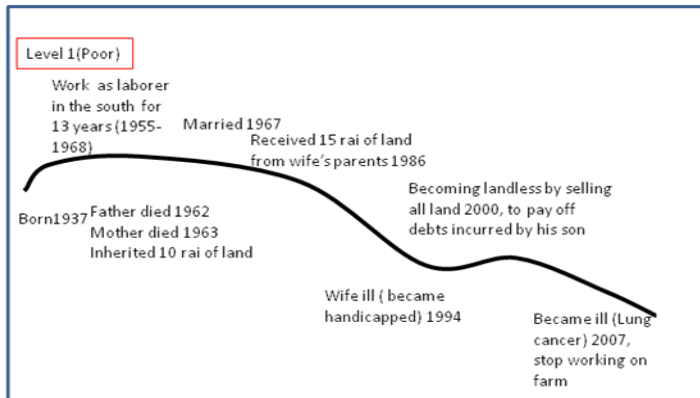 Level 1(Poor)
Work as laborer
in the south for
13 years (1955-
1968)
Married 1967
Received 15 rai of land
from wife's parents 1986
Becoming landless by selling
all land 2000, to pay off
debts incurred by his son
Born1937
Father died 1962
Mother died 1963
Inherited 10 rai of land
Wife ill ( became
handicapped) 1994
Became ill (Lung
cancer) 2007,
stop working on
farm